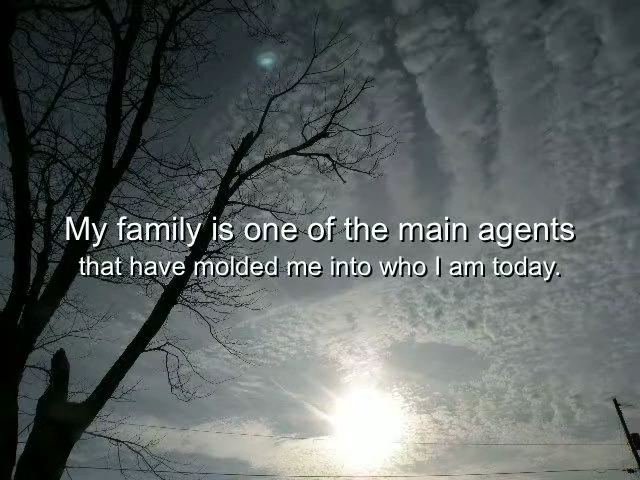 My family is one of the main agents
that have molded me into who I am today.